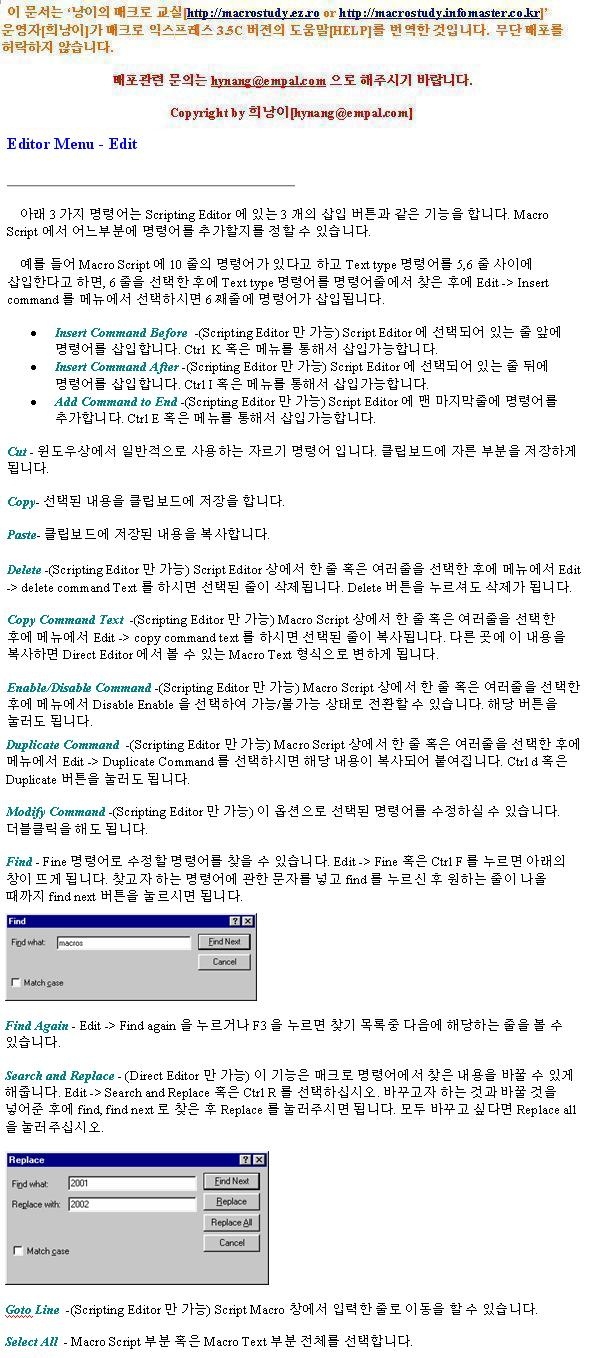 이 문서는 ‘낭이의 매크로 교실[http://macrostudy.ez.ro or http://macrostudy.infomaster.co.kr]’
운영자[희낭이]가 매크로 익스프레스 3.5C 버전의 도움말[HELP]를 번역한 것입니다. 무단 배포를
허락하지 않습니다.
배포관련 문의는 hynang@empal.com 으로 해주시기 바랍니다.
Copyright by 희낭이[hynang@empal.com]
Editor Menu - Edit
아래 3 가지 명령어는 Scripting Editor 에 있는 3 개의 삽입 버튼과 같은 기능을 합니다. Macro
Script 에서 어느부분에 명령어를 추가할지를 정할 수 있습니다.
예를 들어 Macro Script 에 10 줄의 명령어가 있다고 하고 Text type 명령어를 5,6 줄 사이에
삽입한다고 하면, 6 줄을 선택한 후에 Text type 명령어를 명령어줄에서 찾은 후에 Edit -> Insert
command 를 메뉴에서 선택하시면 6 째줄에 명령어가 삽입됩니다.
• Insert Command Before -(Scripting Editor 만 가능) Script Editor 에 선택되어 있는 줄 앞에
명령어를 삽입합니다. Ctrl K 혹은 메뉴를 통해서 삽입가능합니다.
• Insert Command After -(Scripting Editor 만 가능) Script Editor 에 선택되어 있는 줄 뒤에
명령어를 삽입합니다. Ctrl I 혹은 메뉴를 통해서 삽입가능합니다.
• Add Command to End -(Scripting Editor 만 가능) Script Editor 에 맨 마지막줄에 명령어를
추가합니다. Ctrl E 혹은 메뉴를 통해서 삽입가능합니다.
Cut - 윈도우상에서 일반적으로 사용하는 자르기 명령어 입니다. 클립보드에 자른 부분을 저장하게
됩니다.
Copy- 선택된 내용을 클립보드에 저장을 합니다.
Paste- 클립보드에 저장된 내용을 복사합니다.
Delete -(Scripting Editor 만 가능) Script Editor 상에서 한 줄 혹은 여러줄을 선택한 후에 메뉴에서 Edit
-> delete command Text 를 하시면 선택된 줄이 삭제됩니다. Delete 버튼을 누르셔도 삭제가 됩니다.
Copy Command Text -(Scripting Editor 만 가능) Macro Script 상에서 한 줄 혹은 여러줄을 선택한
후에 메뉴에서 Edit -> copy command text 를 하시면 선택된 줄이 복사됩니다. 다른 곳에 이 내용을
복사하면 Direct Editor 에서 볼 수 있는 Macro Text 형식으로 변하게 됩니다.
Enable/Disable Command -(Scripting Editor 만 가능) Macro Script 상에서 한 줄 혹은 여러줄을 선택한
후에 메뉴에서 Disable Enable 을 선택하여 가능/불가능 상태로 전환할 수 있습니다. 해당 버튼을
눌러도 됩니다.
Duplicate Command -(Scripting Editor 만 가능) Macro Script 상에서 한 줄 혹은 여러줄을 선택한 후에
메뉴에서 Edit -> Duplicate Command 를 선택하시면 해당 내용이 복사되어 붙여집니다. Ctrl d 혹은
Duplicate 버튼을 눌러도 됩니다.
Modify Command -(Scripting Editor 만 가능) 이 옵션으로 선택된 명령어를 수정하실 수 있습니다.
더블클릭을 해도 됩니다.
Find - Fine 명령어로 수정할 명령어를 찾을 수 있습니다. Edit -> Fine 혹은 Ctrl F 를 누르면 아래의
창이 뜨게 됩니다. 찾고자 하는 명령어에 관한 문자를 넣고 find 를 누르신 후 원하는 줄이 나올
때까지 find next 버튼을 눌르시면 됩니다.
Find
Find what: macros Find Next
Cancel
Match case
Find Again - Edit -> Find again 을 누르거나 F3 을 누르면 찾기 목록중 다음에 해당하는 줄을 볼 수
있습니다.
Search and Replace - (Direct Editor 만 가능) 이 기능은 매크로 명령어에서 찾은 내용을 바꿀 수 있게
해줍니다. Edit -> Search and Replace 혹은 Ctrl R 를 선택하십시오. 바꾸고자 하는 것과 바꿀 것을
넣어준 후에 find, find next 로 찾은 후 Replace 를 눌러주시면 됩니다. 모두 바꾸고 싶다면 Replace all
을 눌러주십시오.
Replace
Find what: 2001 Find Next
Replace with: 2002 Replace
Replace All
Match case Cancel
Goto Line -(Scripting Editor 만 가능) Script Macro 창에서 입력한 줄로 이동을 할 수 있습니다.
Select All - Macro Script 부분 혹은 Macro Text 부분 전체를 선택합니다.